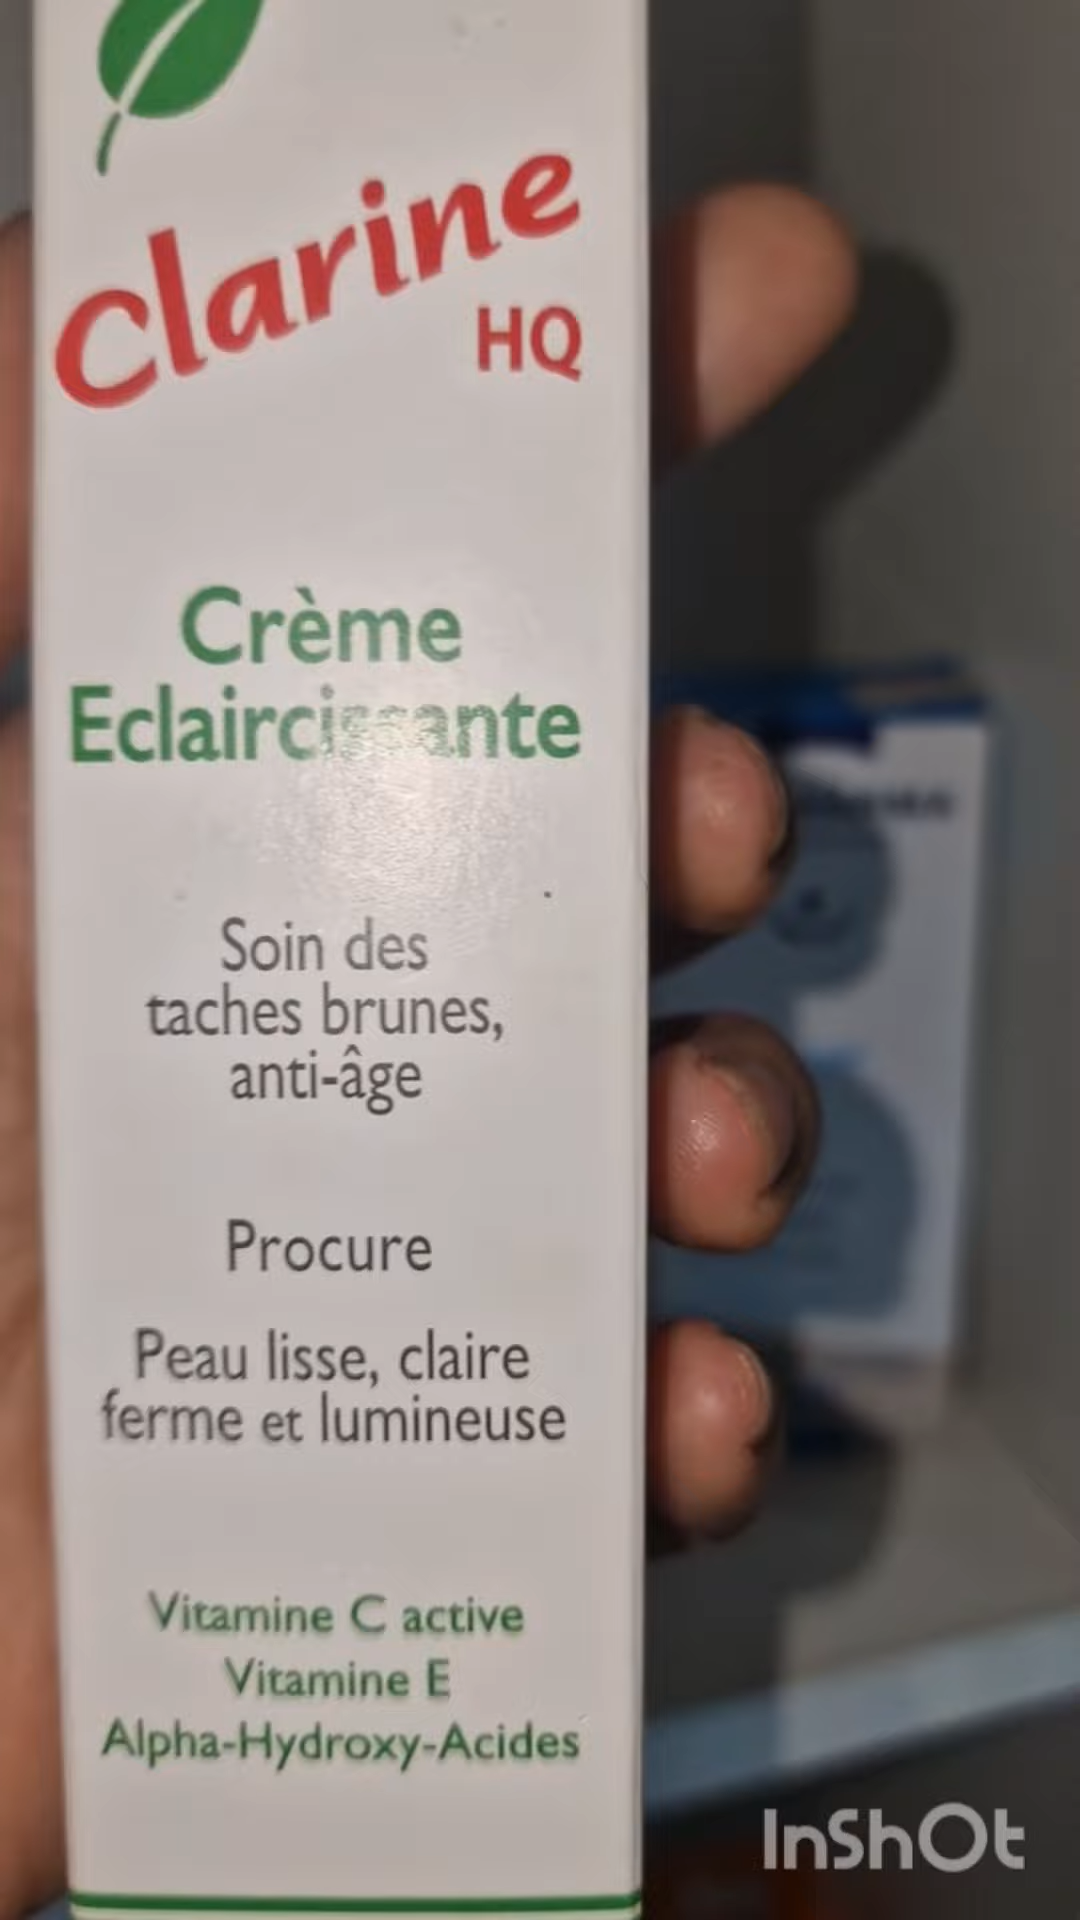 Clarine
HQ
Crème
Eclaircissante
Soin des
taches brunes,
anti-âge
Procure
Peau lisse, claire
ferme et lumineuse
Vitamine C active
Vitamine E
Alpha-Hydroxy-Acides
InShOt